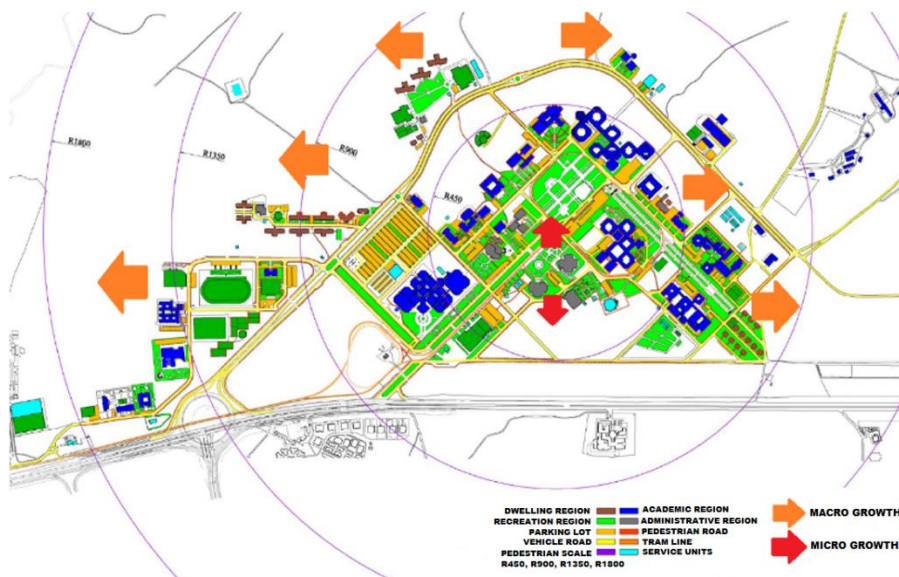 R1800
R1350
R900
R450
DWELLING REGION ACADEMIC REGION
RECREATION REGION ADMINISTRATIVE REGION
PARKING LOT PEDESTRIAN ROAD
VEHICLE ROAD TRAM LINE
PEDESTRIAN SCALE SERVICE UNITS
R450, R900, R1350, R1800
MACRO GROWTH
MICRO GROWTH